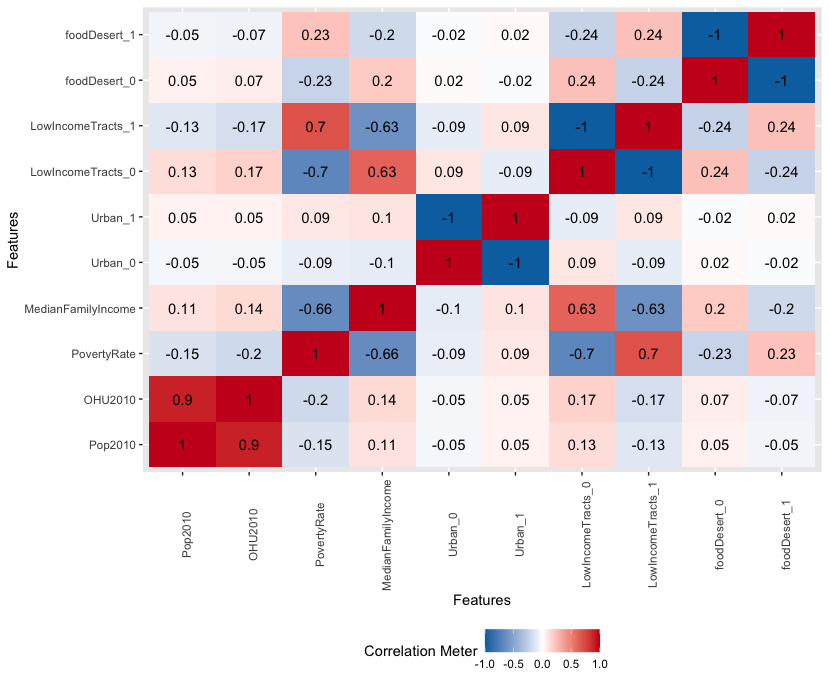 foodDesert_1 -0.05 -0.07 0.23 -0.2 -0.02 0.02 -0.24 0.24 -1 1
foodDesert_0 0.05 0.07 -0.23 0.2 0.02 -0.02 0.24 -0.24 1 -1
LowIncomeTracts_1 -0.13 -0.17 0.7 -0.63 -0.09 0.09 -1 1 -0.24 0.24
LowIncomeTracts_0 0.13 0.17 -0.7 0.63 0.09 -0.09 1 -1 0.24 -0.24
Urban_1 0.05 0.05 0.09 0.1 -1 1 -0.09 0.09 -0.02 0.02
Urban_0 -0.05 -0.05 -0.09 -0.1 1 -1 0.09 -0.09 0.02 -0.02
MedianFamilyIncome 0.11 0.14 -0.66 1 -0.1 0.1 0.63 -0.63 0.2 -0.2
PovertyRate -0.15 -0.2 1 -0.66 -0.09 0.09 -0.7 0.7 -0.23 0.23
OHU2010 0.9 1 -0.2 0.14 -0.05 0.05 0.17 -0.17 0.07 -0.07
Pop2010 1 0.9 -0.15 0.11 -0.05 0.05 0.13 -0.13 0.05 -0.05
Features
Pop2010 OHU2010 PovertyRate MedianFamilyIncome Urban_0 Urban_1 LowIncomeTracts_0 LowIncomeTracts_1 foodDesert_0 foodDesert_1
Features
Correlation Meter
-1.0 -0.5 0.0 0.5 1.0